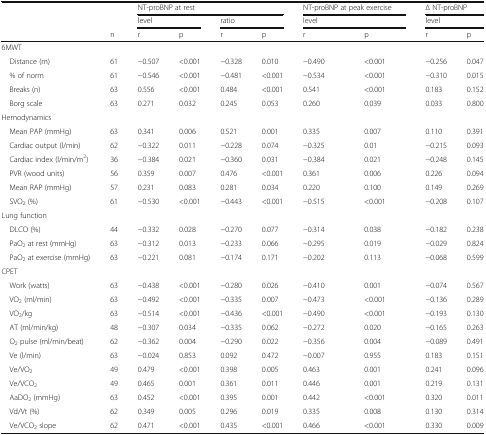 NT-proBNP at rest NT-proBNP at peak exercise Δ NT-proBNP
level ratio level level
n r p r p r p r p
6MWT
Distance (m) 61 −0.507 <0.001 −0.328 0.010 −0.490 <0.001 −0.256 0.047
% of norm 61 −0.546 <0.001 −0.481 <0.001 −0.534 <0.001 −0.310 0.015
Breaks (n) 63 0.556 <0.001 0.484 <0.001 0.541 <0.001 0.183 0.152
Borg scale 63 0.271 0.032 0.245 0.053 0.260 0.039 0.033 0.800
Hemodynamics
Mean PAP (mmHg) 63 0.341 0.006 0.521 0.001 0.335 0.007 0.110 0.391
Cardiac output (l/min) 62 −0.322 0.011 −0.228 0.074 −0.325 0.01 −0.215 0.093
Cardiac index (l/min/m²) 36 −0.384 0.021 −0.360 0.031 −0.384 0.021 −0.248 0.145
PVR (wood units) 56 0.359 0.007 0.476 <0.001 0.361 0.006 0.226 0.094
Mean RAP (mmHg) 57 0.231 0.083 0.281 0.034 0.220 0.100 0.149 0.269
SVO₂ (%) 61 −0.530 <0.001 −0.443 <0.001 −0.515 <0.001 −0.208 0.107
Lung function
DLCO (%) 44 −0.332 0.028 −0.270 0.077 −0.314 0.038 −0.182 0.238
PaO₂ at rest (mmHg) 63 −0.312 0.013 −0.233 0.066 −0.295 0.019 −0.029 0.824
PaO₂ at exercise (mmHg) 63 −0.221 0.081 −0.174 0.171 −0.202 0.113 −0.068 0.599
CPET
Work (watts) 63 −0.438 <0.001 −0.280 0.026 −0.410 0.001 −0.074 0.567
VO₂ (ml/min) 63 −0.492 <0.001 −0.335 0.007 −0.473 <0.001 −0.136 0.289
VO₂/kg 63 −0.514 <0.001 −0.436 <0.001 −0.490 <0.001 −0.193 0.130
AT (ml/min/kg) 48 −0.307 0.034 −0.335 0.062 −0.272 0.020 −0.165 0.263
O₂ pulse (ml/min/beat) 62 −0.362 0.004 −0.290 0.022 −0.356 0.004 −0.089 0.491
Ve (l/min) 63 −0.024 0.853 0.092 0.472 −0.007 0.955 0.183 0.151
Ve/VO₂ 49 0.479 <0.001 0.398 0.005 0.463 0.001 0.241 0.096
Ve/VCO₂ 49 0.465 0.001 0.361 0.011 0.446 0.001 0.219 0.131
AaDO₂ (mmHg) 63 0.452 <0.001 0.395 0.001 0.442 <0.001 0.320 0.011
Vd/Vt (%) 62 0.349 0.005 0.296 0.019 0.335 0.008 0.130 0.314
Ve/VCO₂ slope 62 0.471 <0.001 0.435 <0.001 0.466 <0.001 0.330 0.009